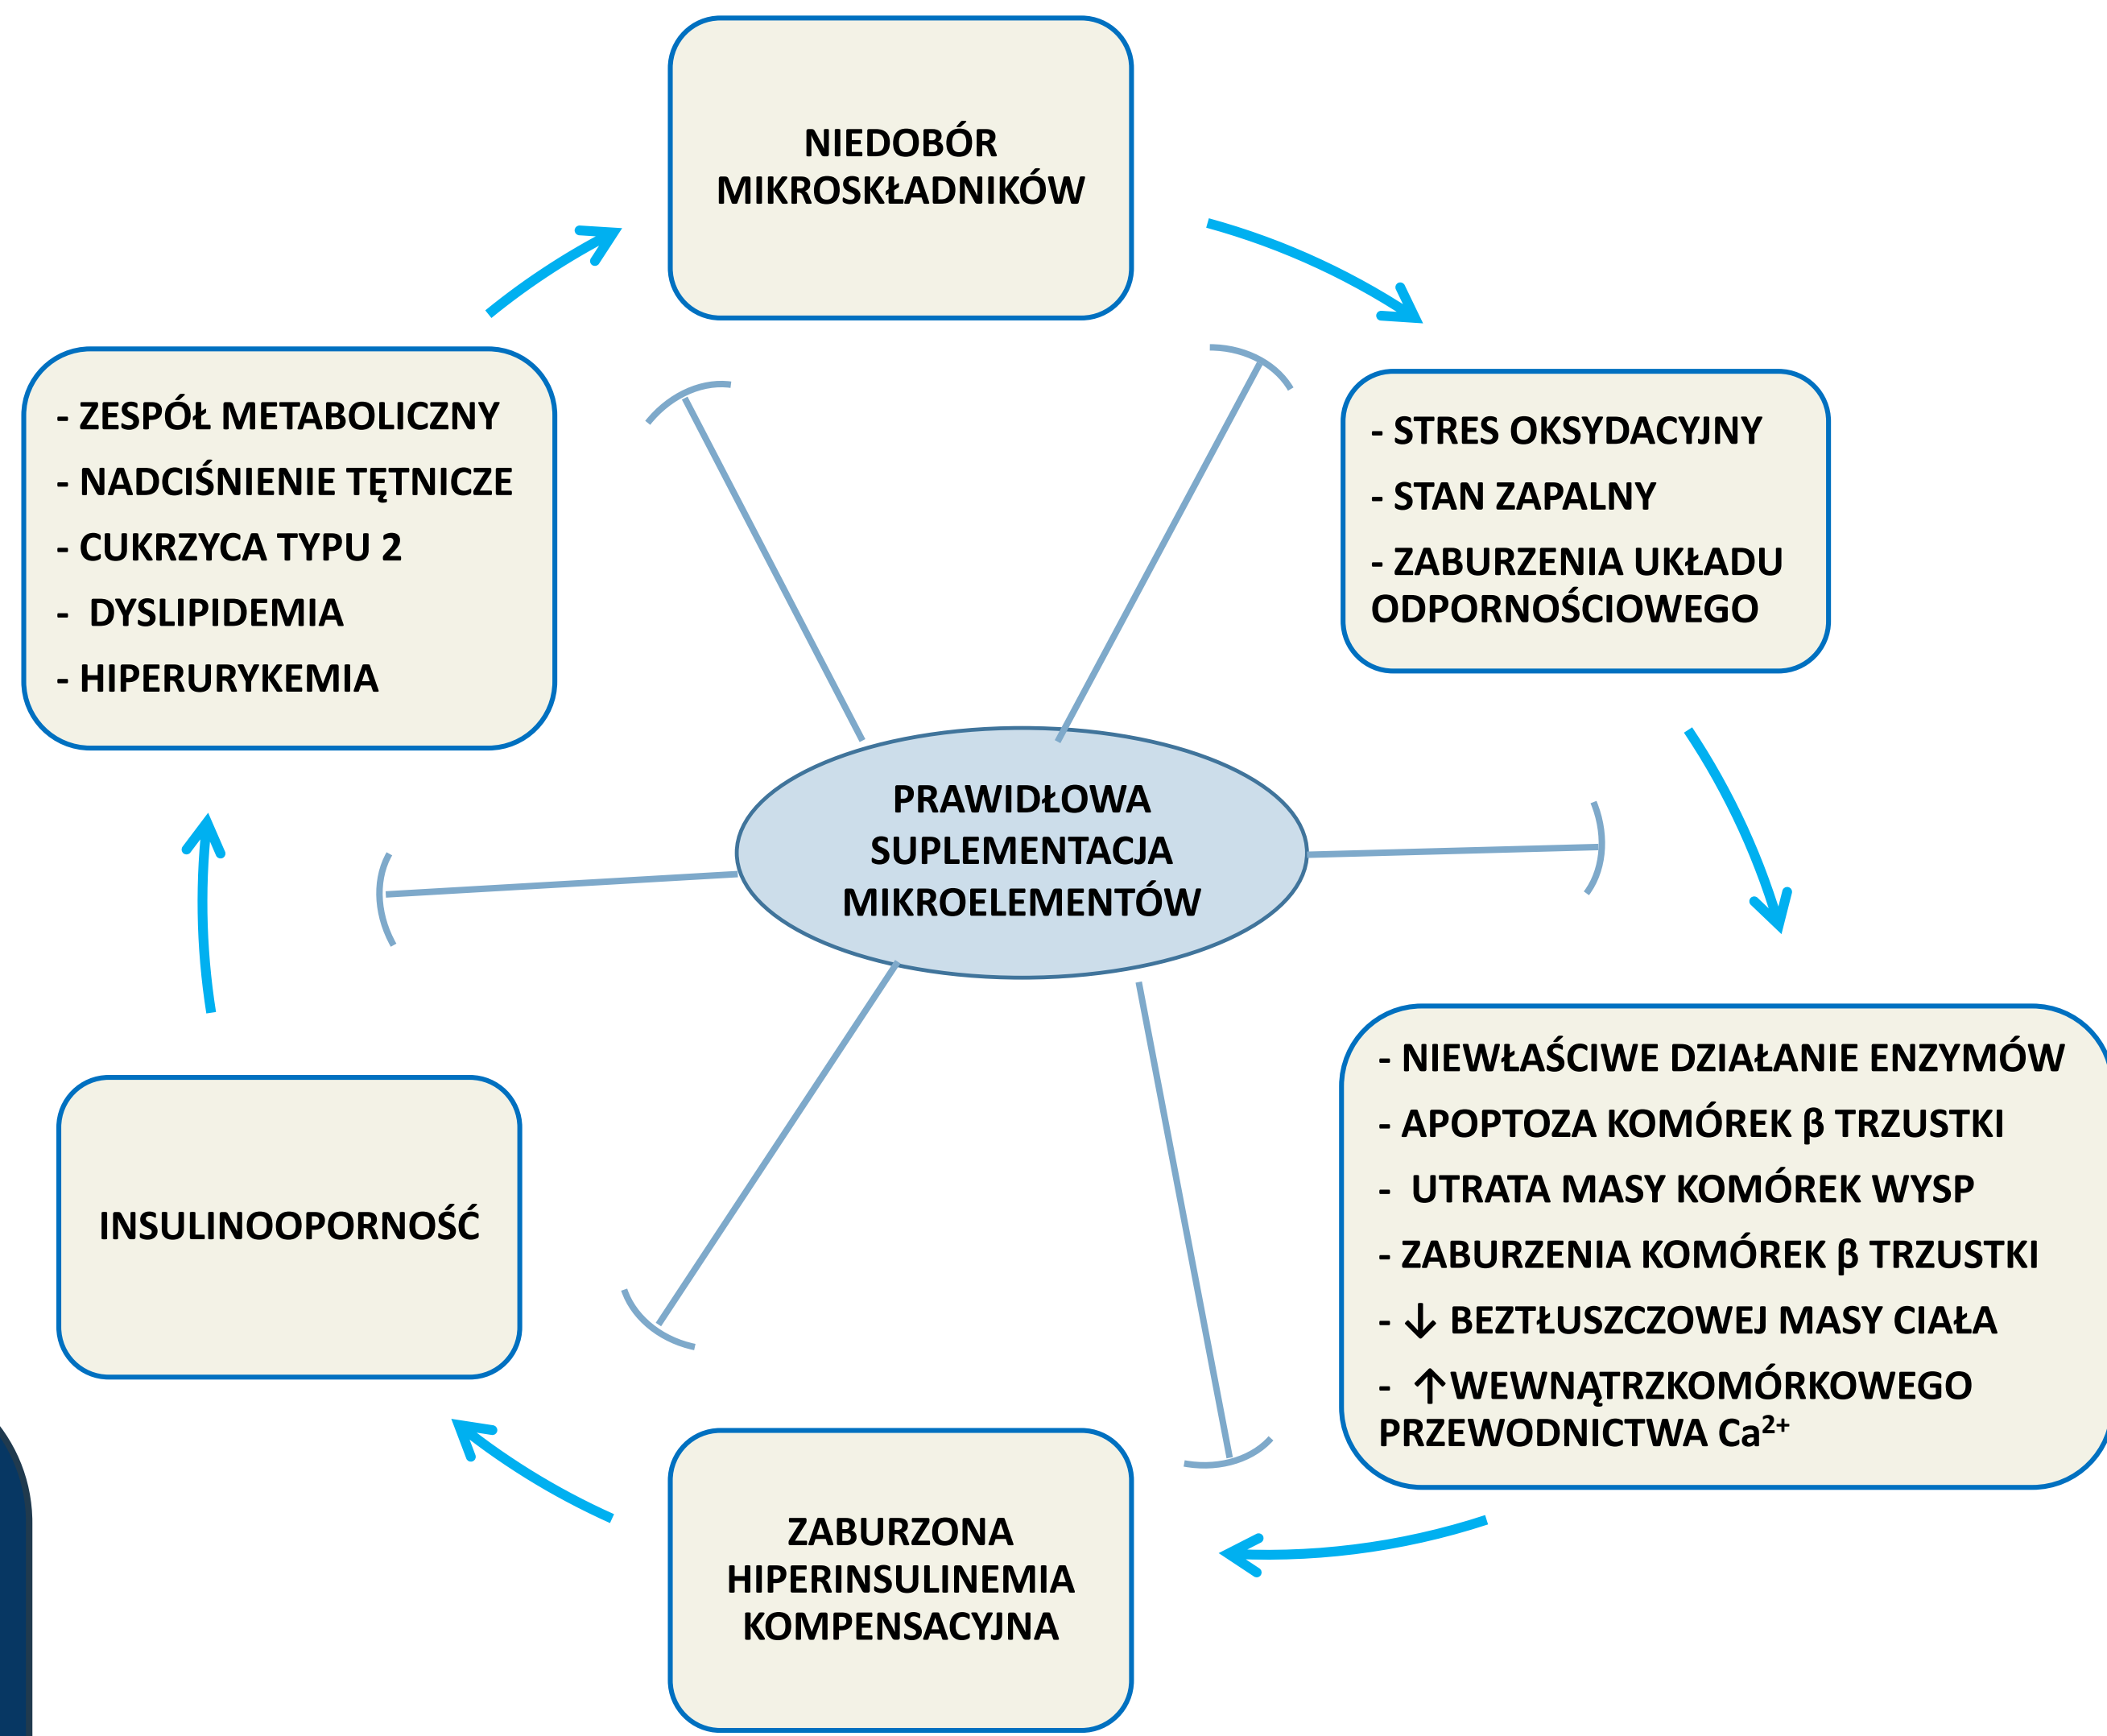 NIEDOBÓR
MIKROSKŁADNIKÓW
- STRES OKSYDACYJNY
- STAN ZAPALNY
- ZABURZENIA UKŁADU
ODPORNOŚCIOWEGO
- NIEWŁAŚCIWE DZIAŁANIE ENZYMÓW
- APOPTOZA KOMÓREK β TRZUSTKI
- UTRATA MASY KOMÓREK WYSP
- ZABURZENIA KOMÓREK β TRZUSTKI
- ↓ BEZTŁUSZCZOWEJ MASY CIAŁA
- ↑WEWNĄTRZKOMÓRKOWEGO
PRZEWODNICTWA Ca²⁺
ZABURZONA
HIPERINSULINEMIA
KOMPENSACYJNA
INSULINOOPORNOŚĆ
- ZESPÓŁ METABOLICZNY
- NADCIŚNIENIE TĘTNICZE
- CUKRZYCA TYPU 2
- DYSLIPIDEMIA
- HIPERURYKEMIA
PRAWIDŁOWA
SUPLEMENTACJA
MIKROELEMENTÓW